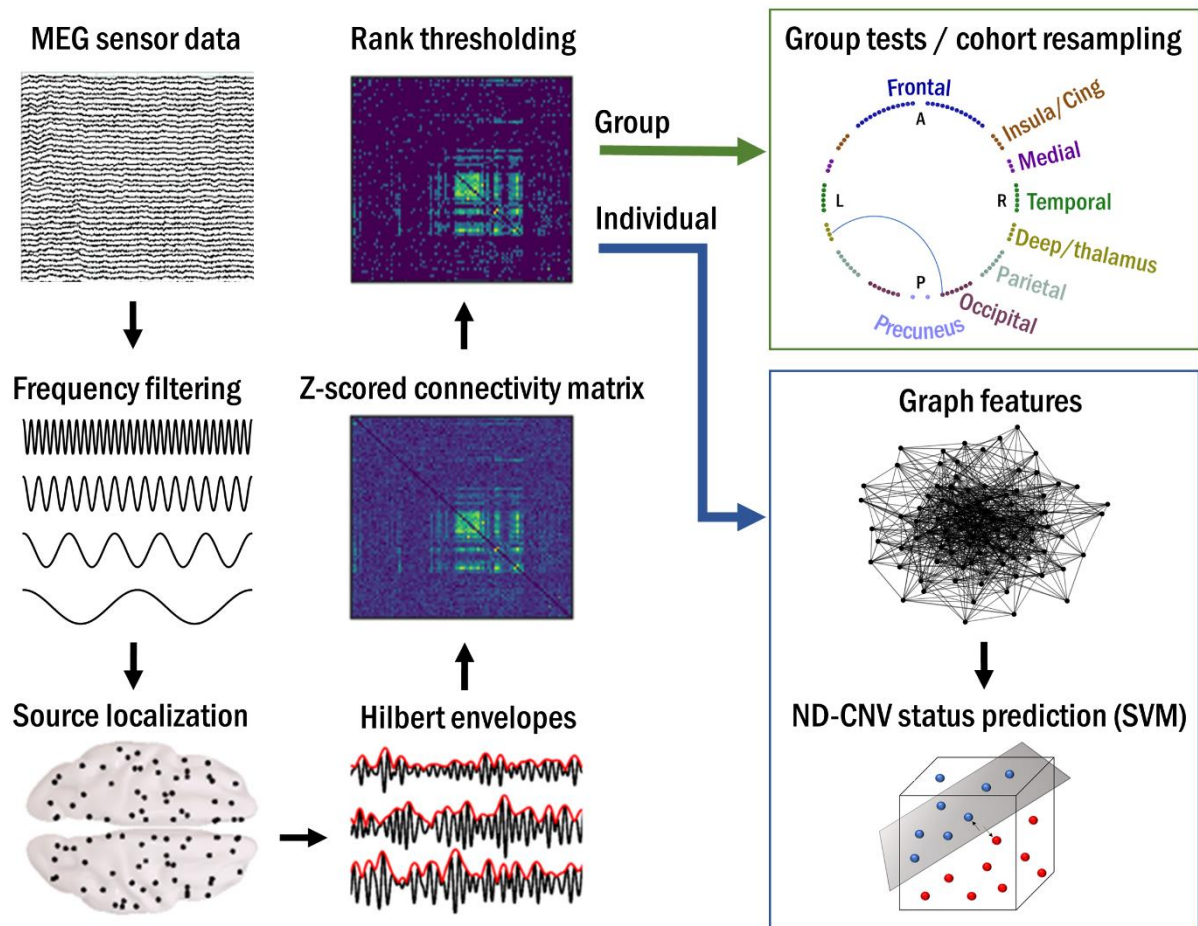 MEG sensor data
Frequency filtering
Source localization
Hilbert envelopes
Z-scored connectivity matrix
Rank thresholding
Group
Individual
Group tests / cohort resampling
Frontal
A
Insula/Cing
Medial
L
R
Temporal
Deep/thalamus
Parietal
P
Occipital
Precuneus
Graph features
ND-CNV status prediction (SVM)